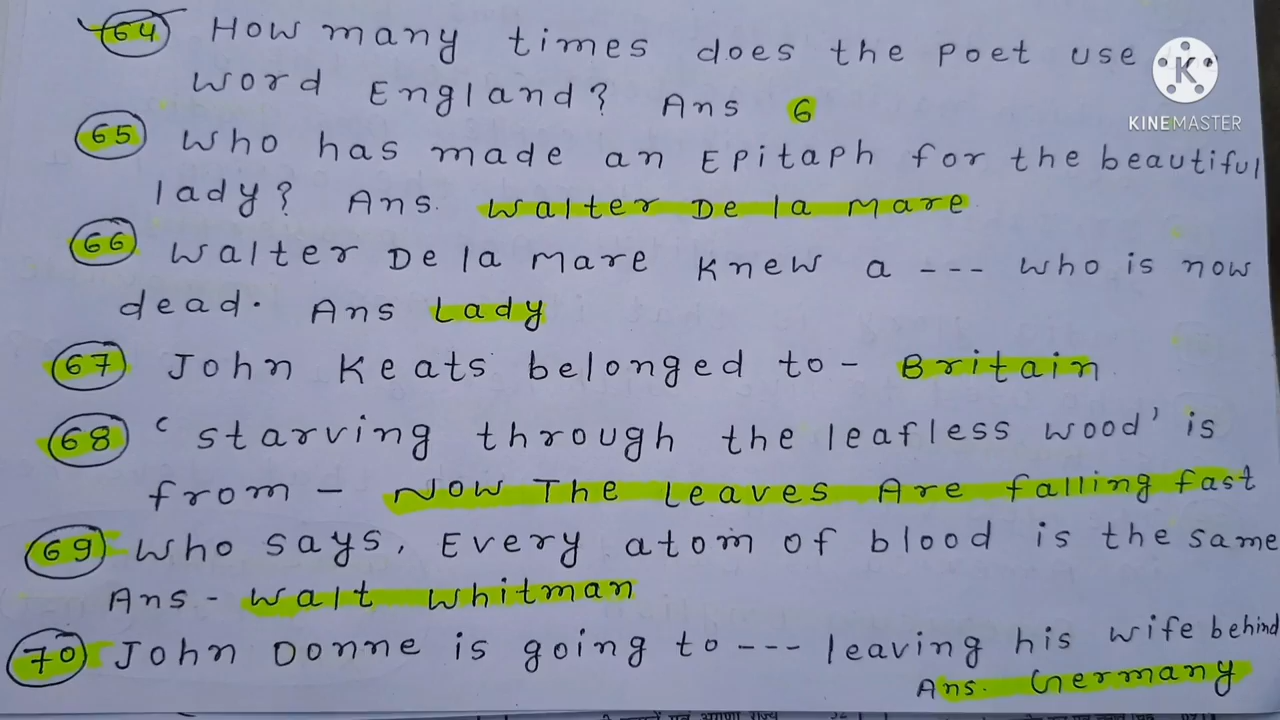 64 How many times does the poet use
word England? Ans 6
KINEMASTER
65 Who has made an Epitaph for the beautiful
lady? Ans. Walter De la mare
66 Walter De la mare knew a --- who is now
dead. Ans Lady
67 John Keats belonged to - Britain
68 ' starving through the leafless wood' is
from - Now The Leaves Are falling fast
69 Who says, Every atom of blood is the same
Ans - Walt Whitman
70 John Donne is going to --- leaving his wife behind
Ans. Germany